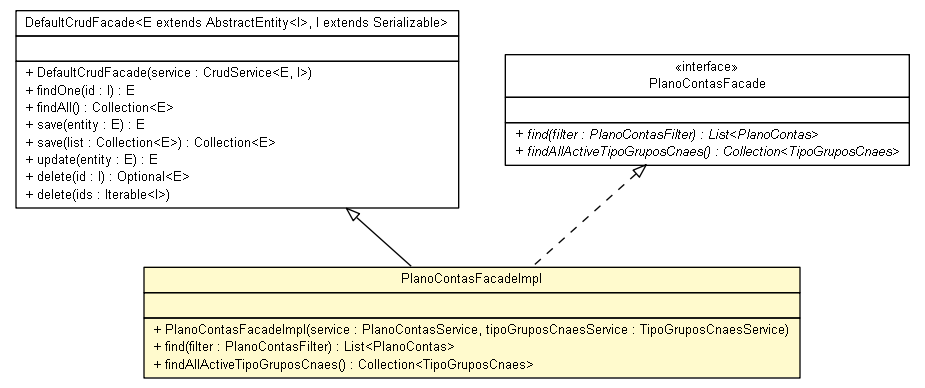 DefaultCrudFacade<E extends AbstractEntity<I>, I extends Serializable>
+ DefaultCrudFacade(service : CrudService<E, I>)
+ findOne(id : I) : E
+ findAll() : Collection<E>
+ save(entity : E) : E
+ save(list : Collection<E>) : Collection<E>
+ update(entity : E) : E
+ delete(id : I) : Optional<E>
+ delete(ids : Iterable<I>)
«interface»
PlanoContasFacade
+ find(filter : PlanoContasFilter) : List<PlanoContas>
+ findAllActiveTipoGruposCnaes() : Collection<TipoGruposCnaes>
PlanoContasFacadeImpl
+ PlanoContasFacadeImpl(service : PlanoContasService, tipoGruposCnaesService : TipoGruposCnaesService)
+ find(filter : PlanoContasFilter) : List<PlanoContas>
+ findAllActiveTipoGruposCnaes() : Collection<TipoGruposCnaes>